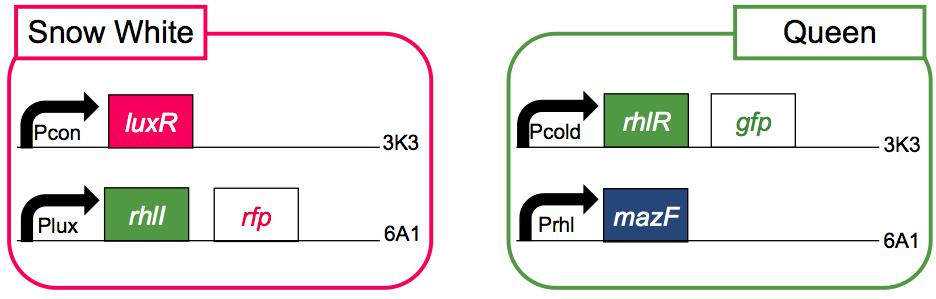 Snow White
Pcon luxR 3K3
Plux rhlI rfp 6A1
Queen
Pcold rhlR gfp 3K3
Prhl mazF 6A1